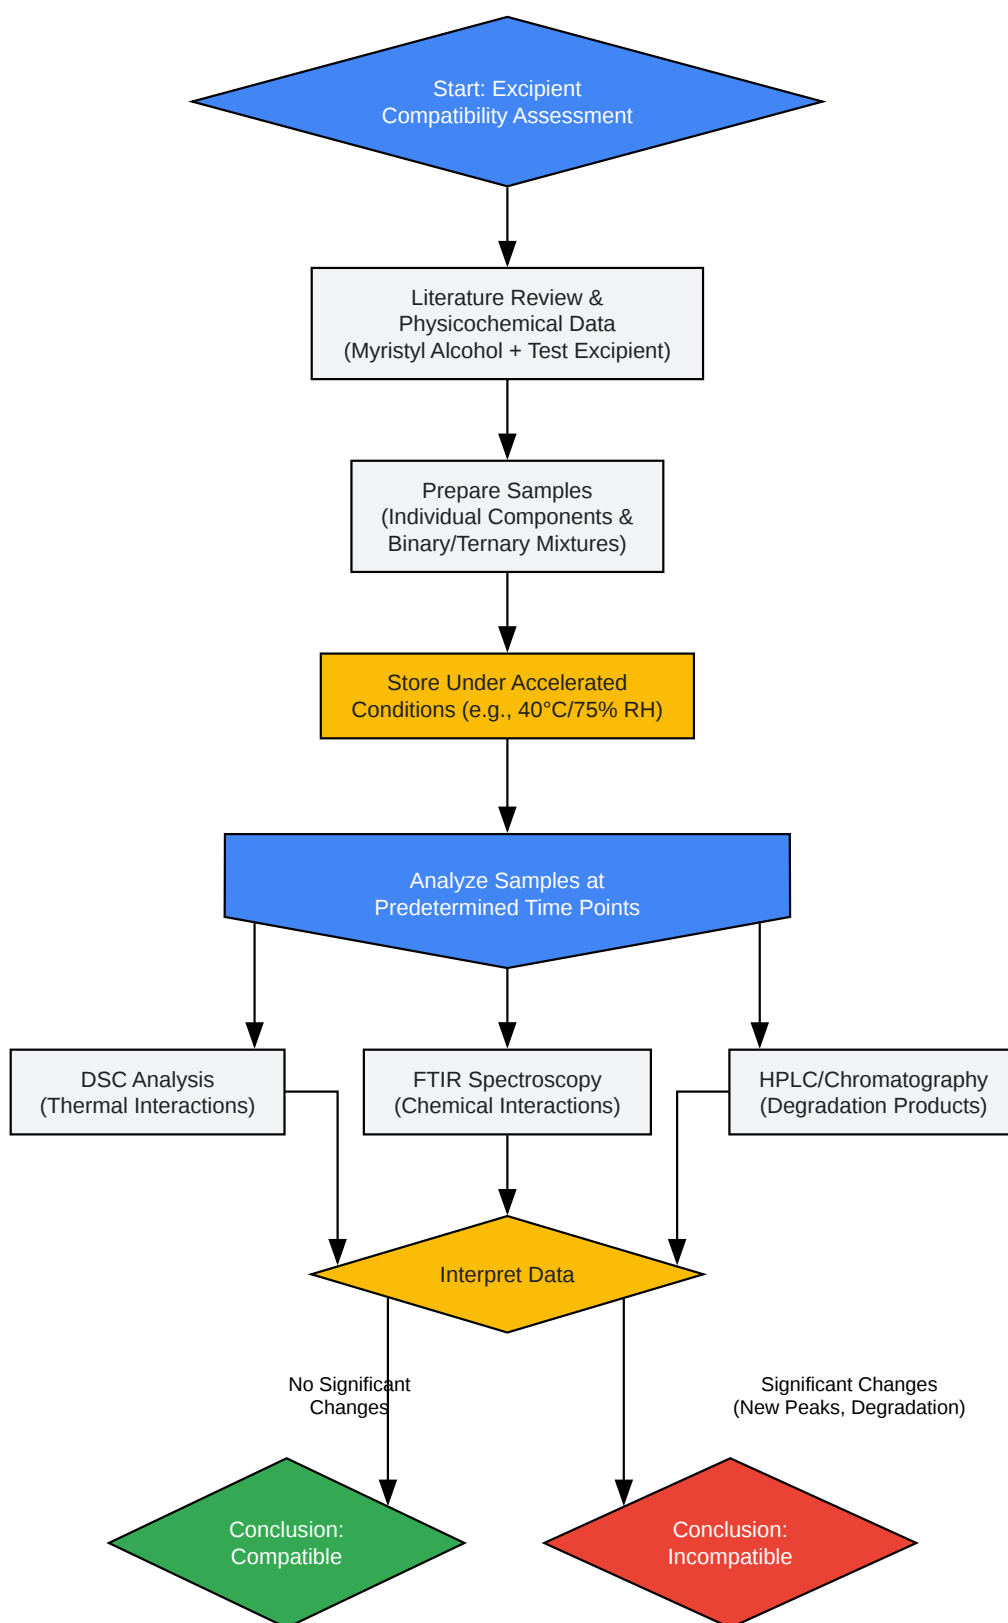 Start: Excipient
Compatibility Assessment
Literature Review &
Physicochemical Data
(Myristyl Alcohol + Test Excipient)
Prepare Samples
(Individual Components &
Binary/Ternary Mixtures)
Store Under Accelerated
Conditions (e.g., 40°C/75% RH)
Analyze Samples at
Predetermined Time Points
DSC Analysis
(Thermal Interactions)
FTIR Spectroscopy
(Chemical Interactions)
HPLC/Chromatography
(Degradation Products)
Interpret Data
No Significant
Changes
Significant Changes
(New Peaks, Degradation)
Conclusion:
Compatible
Conclusion:
Incompatible